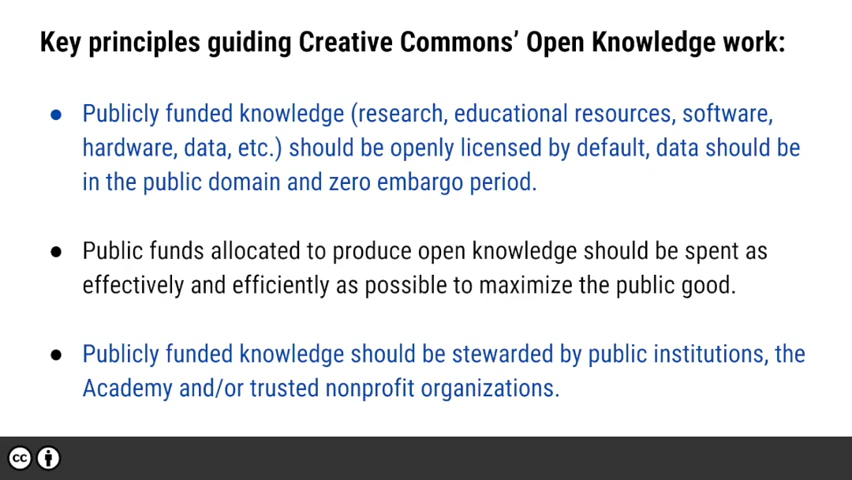 Key principles guiding Creative Commons’ Open Knowledge work:
● Publicly funded knowledge (research, educational resources, software,
hardware, data, etc.) should be openly licensed by default, data should be
in the public domain and zero embargo period.
● Public funds allocated to produce open knowledge should be spent as
effectively and efficiently as possible to maximize the public good.
● Publicly funded knowledge should be stewarded by public institutions, the
Academy and/or trusted nonprofit organizations.
cc